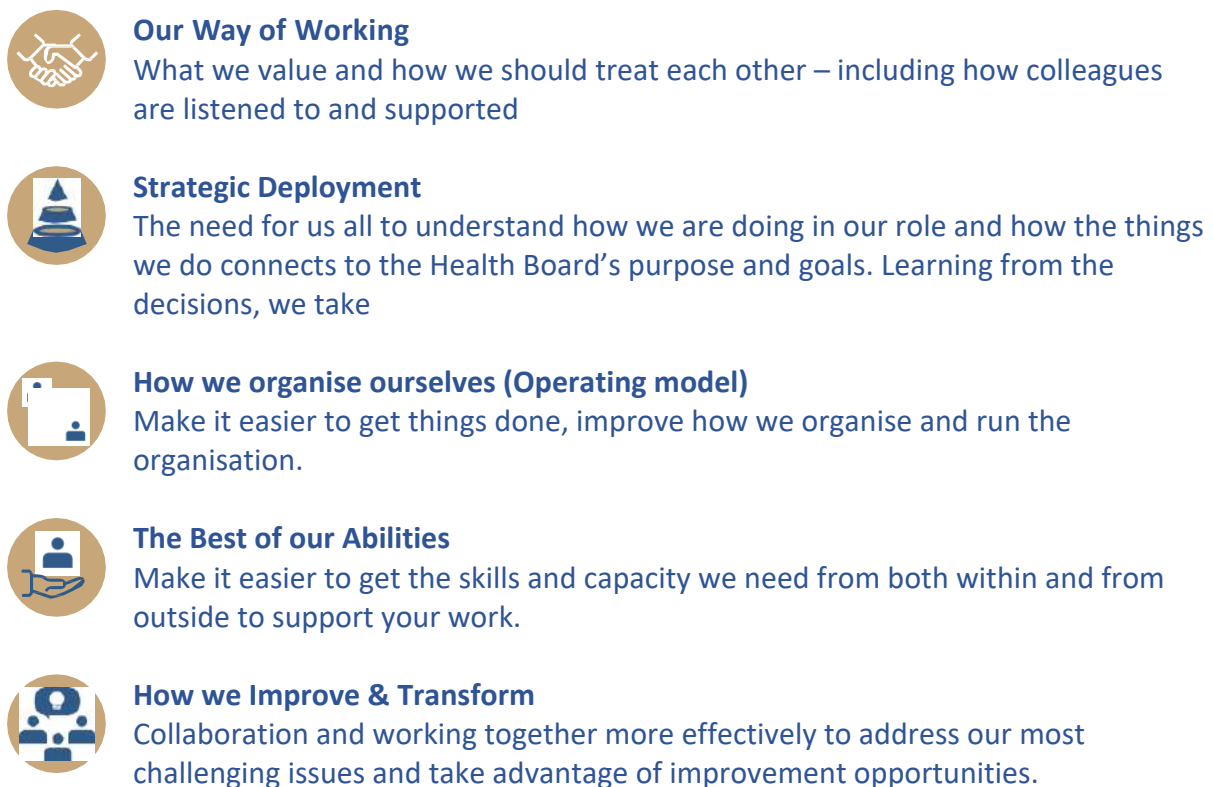 Our Way of Working
What we value and how we should treat each other – including how colleagues
are listened to and supported
Strategic Deployment
The need for us all to understand how we are doing in our role and how the things
we do connects to the Health Board’s purpose and goals. Learning from the
decisions, we take
How we organise ourselves (Operating model)
Make it easier to get things done, improve how we organise and run the
organisation.
The Best of our Abilities
Make it easier to get the skills and capacity we need from both within and from
outside to support your work.
How we Improve & Transform
Collaboration and working together more effectively to address our most
challenging issues and take advantage of improvement opportunities.